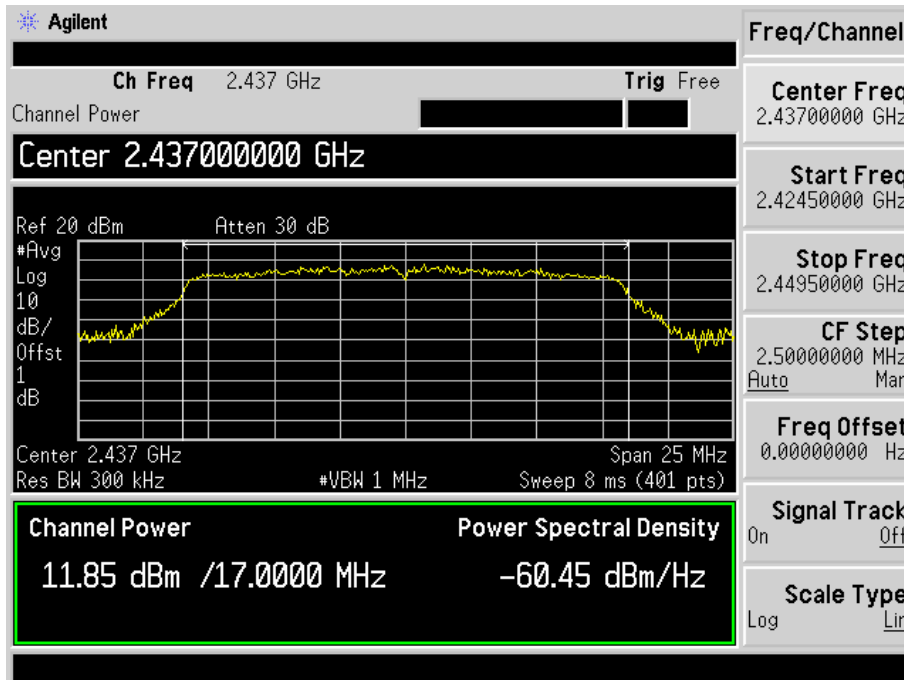 Agilent
Freq/Channel
Ch Freq 2.437 GHz Trig Free
Channel Power
Center 2.437000000 GHz
Ref 20 dBm Atten 30 dB
#Avg
Log
10
dB/
Offst
1
dB
Center 2.437 GHz Span 25 MHz
Res BW 300 kHz #VBW 1 MHz Sweep 8 ms (401 pts)
Channel Power Power Spectral Density
11.85 dBm /17.0000 MHz -60.45 dBm/Hz
Center Freq
2.43700000 GHz
Start Freq
2.42450000 GHz
Stop Freq
2.44950000 GHz
CF Step
2.50000000 MHz
Auto Man
Freq Offset
0.00000000 Hz
Signal Track
On Off
Scale Type
Log Lin